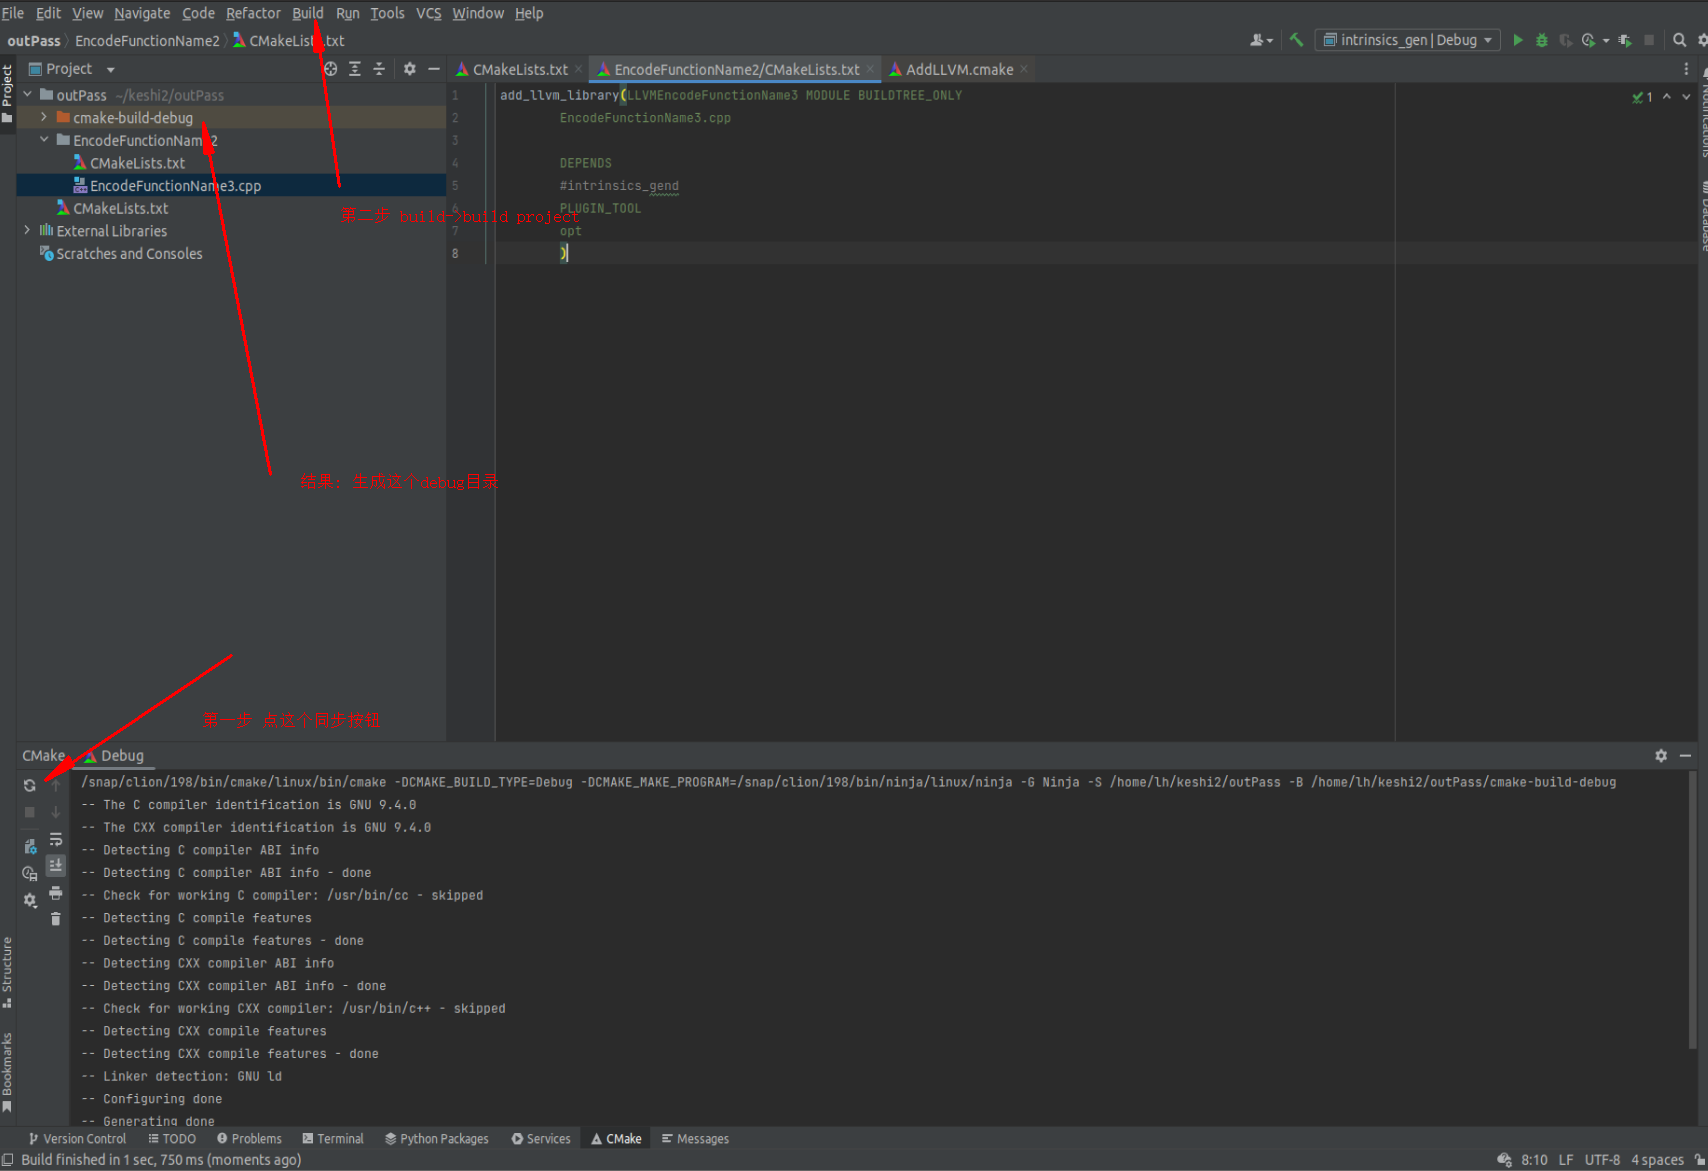 File Edit View Navigate Code Refactor Build Run Tools VCS Window Help
outPass EncodeFunctionName2 CMakeLists.txt
intrinsics_gen | Debug
Project
Project
CMakeLists.txt EncodeFunctionName2/CMakeLists.txt AddLLVM.cmake
outPass ~/keshi2/outPass
cmake-build-debug
EncodeFunctionName2
CMakeLists.txt
EncodeFunctionName3.cpp
CMakeLists.txt
External Libraries
Scratches and Consoles
1 add_llvm_library(LLVMEncodeFunctionName3 MODULE BUILDTREE_ONLY
2 EncodeFunctionName3.cpp
3
4 DEPENDS
5 #intrinsics_gend
6 PLUGIN_TOOL
7 opt
8 )
1
Notifications
Database
第二步 build->build project
结果: 生成这个debug目录
第一步 点这个同步按钮
CMake Debug
/snap/clion/198/bin/cmake/linux/bin/cmake -DCMAKE_BUILD_TYPE=Debug -DCMAKE_MAKE_PROGRAM=/snap/clion/198/bin/ninja/linux/ninja -G Ninja -S /home/lh/keshi2/outPass -B /home/lh/keshi2/outPass/cmake-build-debug
-- The C compiler identification is GNU 9.4.0
-- The CXX compiler identification is GNU 9.4.0
-- Detecting C compiler ABI info
-- Detecting C compiler ABI info - done
-- Check for working C compiler: /usr/bin/cc - skipped
-- Detecting C compile features
-- Detecting C compile features - done
-- Detecting CXX compiler ABI info
-- Detecting CXX compiler ABI info - done
-- Check for working CXX compiler: /usr/bin/c++ - skipped
-- Detecting CXX compile features
-- Detecting CXX compile features - done
-- Linker detection: GNU ld
-- Configuring done
-- Generating done
Structure
Bookmarks
Version Control TODO Problems Terminal Python Packages Services CMake Messages
Build finished in 1 sec, 750 ms (moments ago)
8:10 LF UTF-8 4 spaces